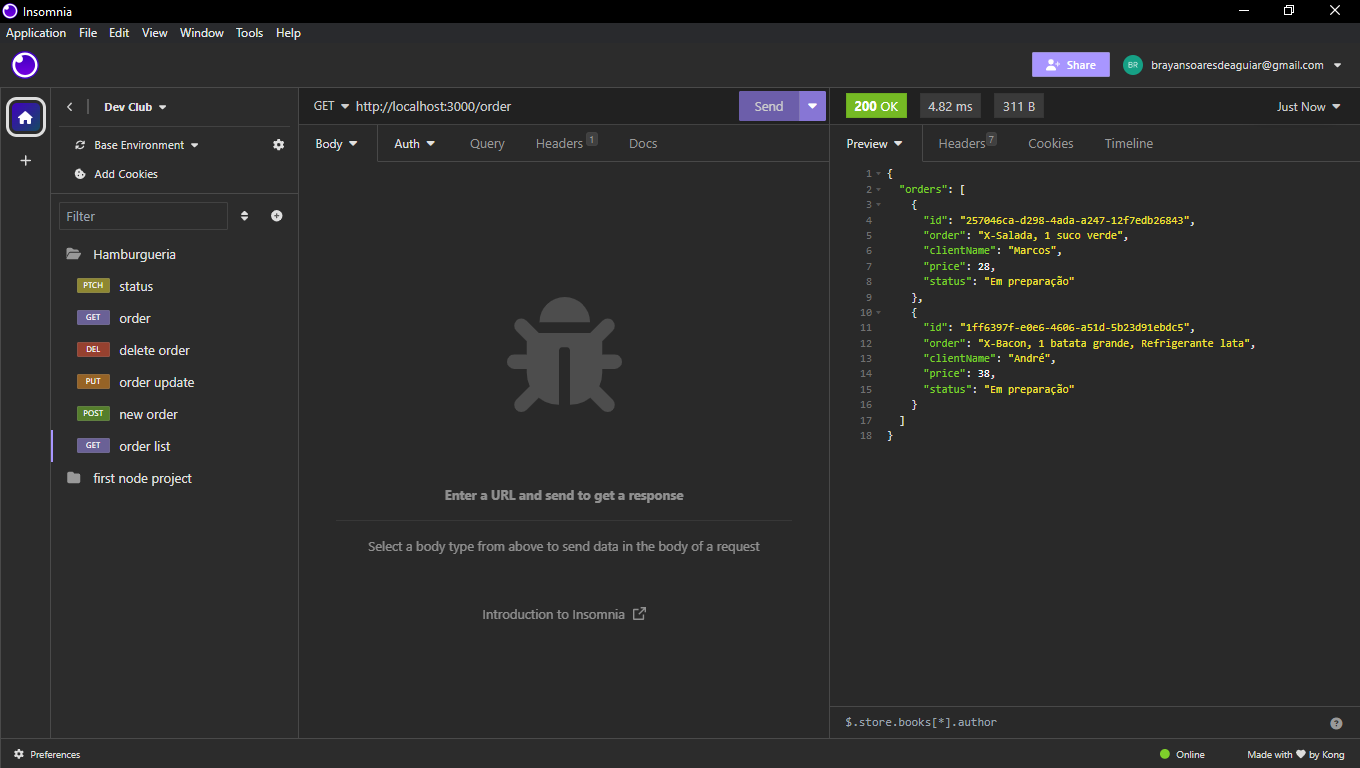 Insomnia
Application File Edit View Window Tools Help
Share BR brayansoaresdeaguiar@gmail.com
Dev Club
GET http://localhost:3000/order Send
200 OK 4.82 ms 311 B Just Now
Base Environment
Add Cookies
Filter
Hamburgueria
PTCH status
GET order
DEL delete order
PUT order update
POST new order
GET order list
first node project
Body Auth Query Headers 1 Docs
Enter a URL and send to get a response
Select a body type from above to send data in the body of a request
Introduction to Insomnia
Preview Headers 7 Cookies Timeline
1 {
2 "orders": [
3 {
4 "id": "257046ca-d298-4ada-a247-12f7edb26843",
5 "order": "X-Salada, 1 suco verde",
6 "clientName": "Marcos",
7 "price": 28,
8 "status": "Em preparação"
9 },
10 {
11 "id": "1ff6397f-e0e6-4606-a51d-5b23d91ebdc5",
12 "order": "X-Bacon, 1 batata grande, Refrigerante lata",
13 "clientName": "André",
14 "price": 38,
15 "status": "Em preparação"
16 }
17 ]
18 }
$.store.books[*].author
Preferences
Online Made with ♥ by Kong